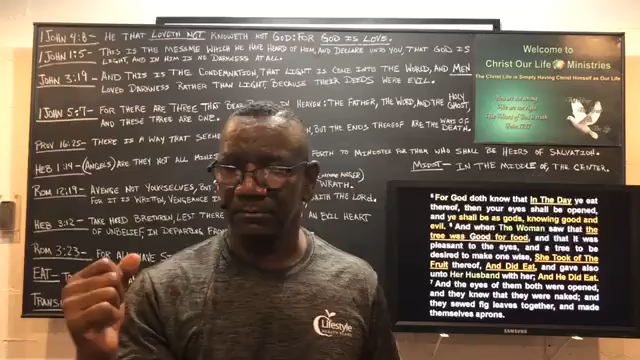 1 JOHN 4:8- HE THAT LOVETH NOT KNOWETH NOT GOD: FOR GOD IS LOVE.
1 JOHN 1:5- THIS IS THE MESSAGE WHICH WE HAVE HEARD OF HIM, AND DECLARE UNTO YOU, THAT GOD IS
LIGHT, AND IN HIM IS NO DARKNESS AT ALL.
JOHN 3:19- AND THIS IS THE CONDEMNATION, THAT LIGHT IS COME INTO THE WORLD, AND MEN
LOVED DARKNESS RATHER THAN LIGHT, BECAUSE THEIR DEEDS WERE EVIL.
1 JOHN 5:7- FOR THERE ARE THREE THAT BEAR IN HEAVEN: THE FATHER, THE WORD, AND THE HOLY GHOST,
AND THESE THREE ARE ONE.
PROV 16:25- THERE IS A WAY THAT SEEME BUT THE ENDS THEREOF ARE THE WAYS OF DEATH.
HEB 1:14- (ANGELS) ARE THEY NOT ALL MINI FORTH TO MINISTER FOR THEM WHO SHALL BE HEIRS OF SALVATION.
MIDST- IN THE MIDDLE OF THE CENTER.
ROM 12:19- AVENGE NOT YOURSELVES, BUT WRATH.
FOR IT IS WRITTEN, VENGEANCE I SAITH THE LORD.
HEB 3:12- TAKE HEED BRETHREN, LEST THERE AN EVIL HEART
OF UNBELIEF, IN DEPARTING FROM
ROM 3:23- FOR ALL HAVE S
EAT- T
TRANS
Welcome to
Christ Our Life Ministries
The Christ Life is Simply Having Christ Himself as Our Life
⁵For God doth know that In The Day ye eat
thereof, then your eyes shall be opened,
and ye shall be as gods, knowing good and
evil. ⁶And when The Woman saw that the
tree was Good for food, and that it was
pleasant to the eyes, and a tree to be
desired to make one wise, She Took of The
Fruit thereof, And Did Eat, and gave also
unto Her Husband with her; And He Did Eat.
⁷And the eyes of them both were opened,
and they knew that they were naked; and
they sewed fig leaves together, and made
themselves aprons.
SAMSUNG
Lifestyle